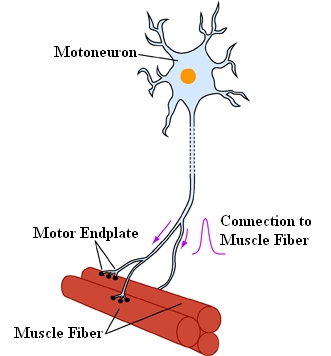 Motoneuron
Connection to
Muscle Fiber
Motor Endplate
Muscle Fiber